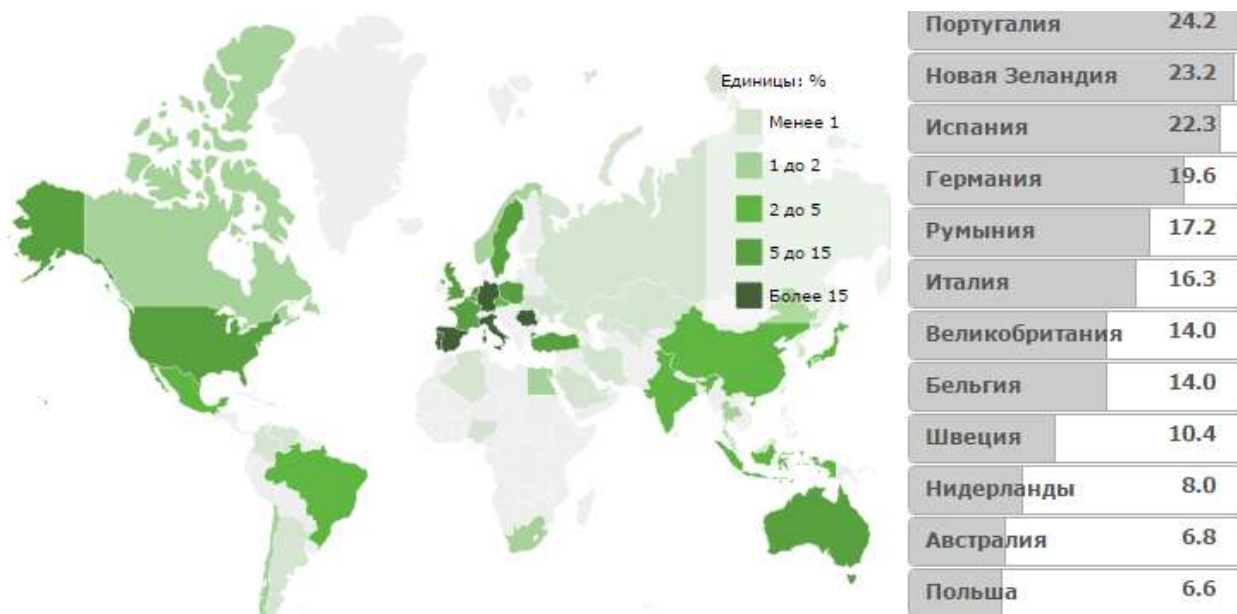 Единицы: %
Менее 1
1 до 2
2 до 5
5 до 15
Более 15
Португалия 24.2
Новая Зеландия 23.2
Испания 22.3
Германия 19.6
Румыния 17.2
Италия 16.3
Великобритания 14.0
Бельгия 14.0
Швеция 10.4
Нидерланды 8.0
Австралия 6.8
Польша 6.6